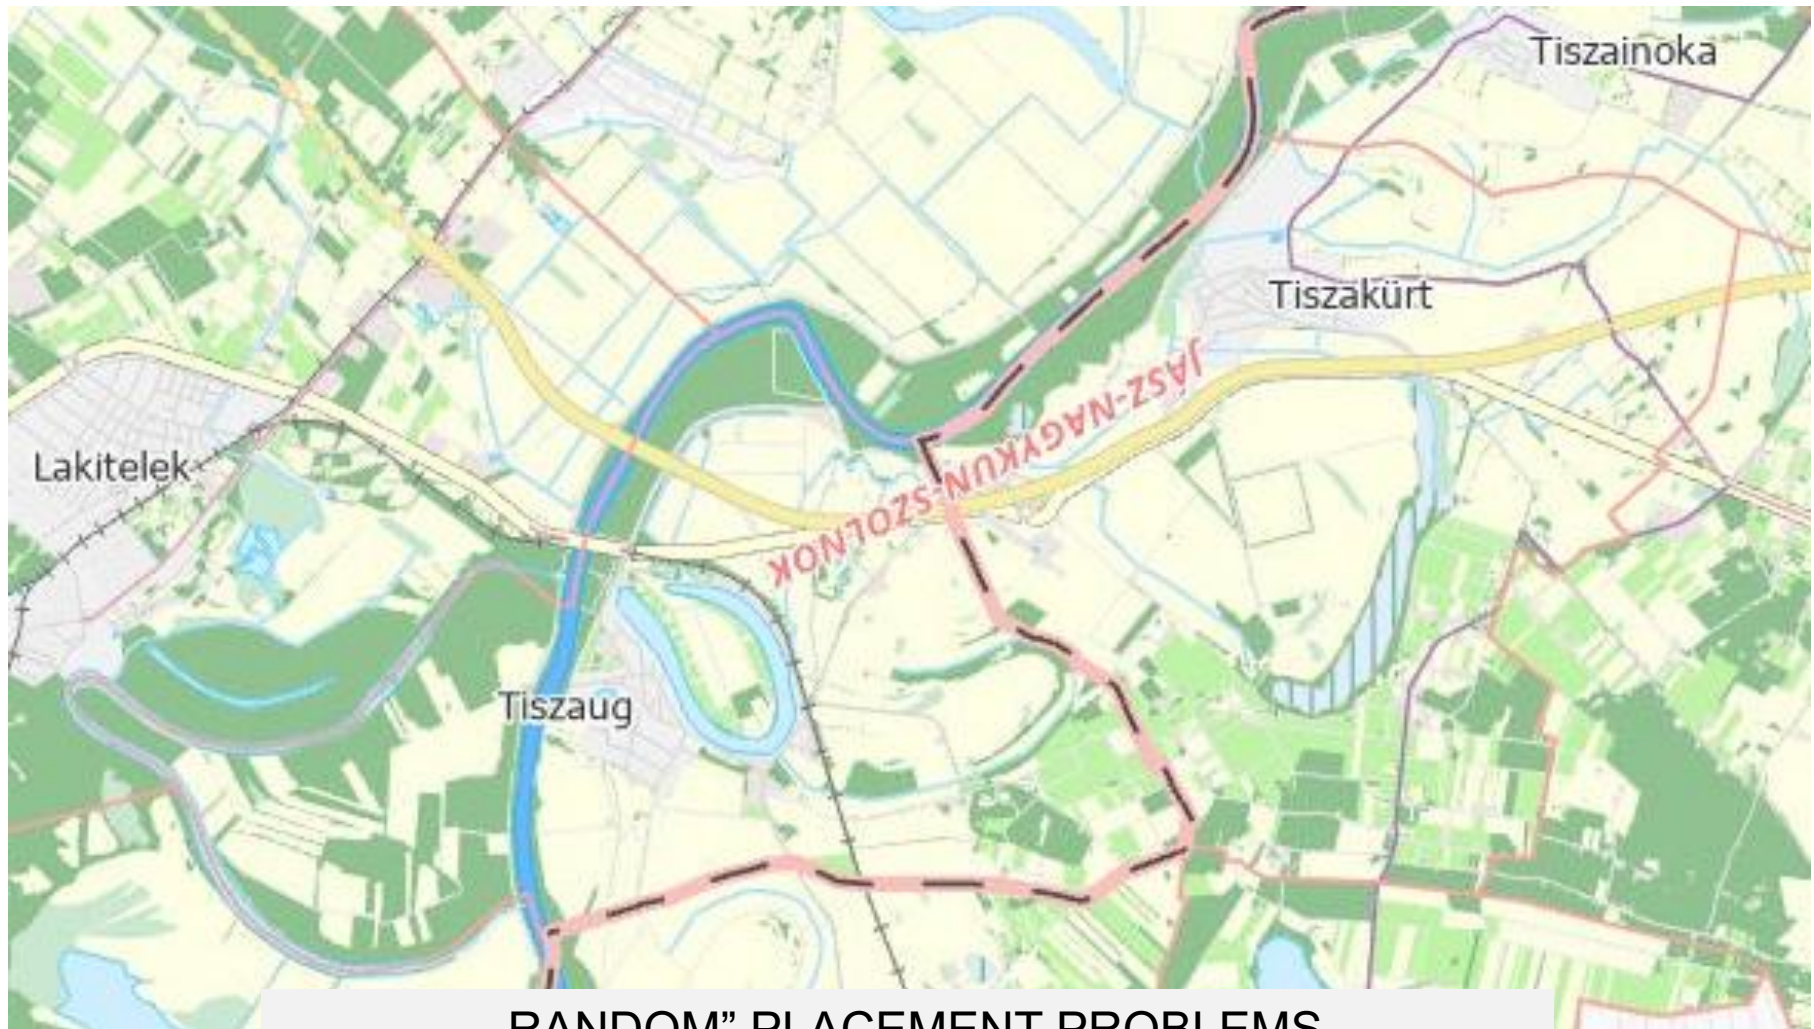 Tiszainoka
Tiszakürt
JÁSZ-NAGYKUN-SZOLNOK
Lakitelek
Tiszaug
RANDOM” PLACEMENT PROBLEMS